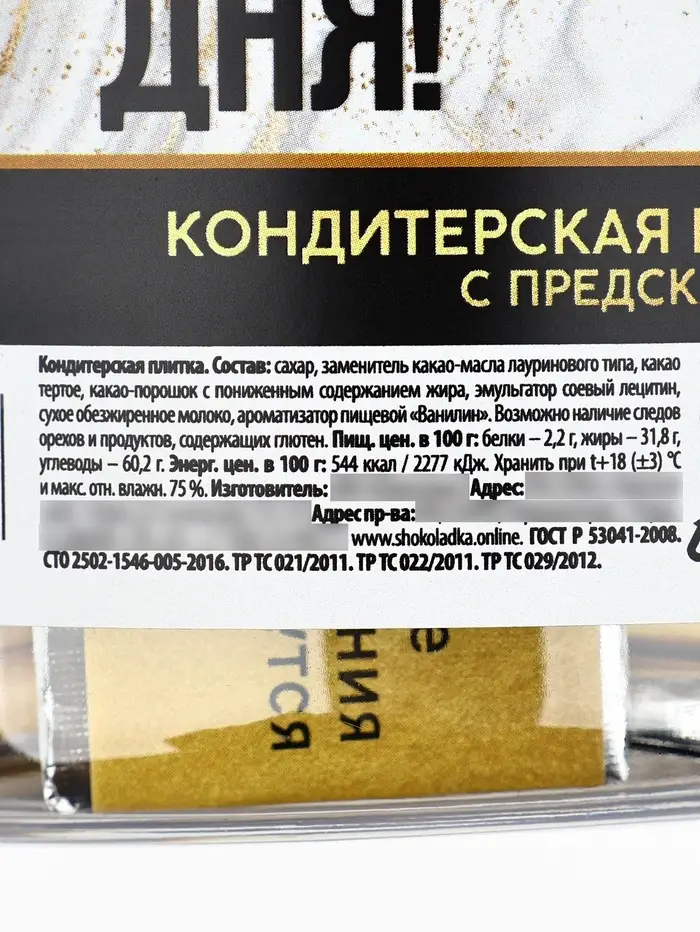 ДНЯ!
КОНДИТЕРСКАЯ
С ПРЕДСК
Кондитерская плитка. Состав: сахар, заменитель какао-масла лауринового типа, какао
тертое, какао-порошок с пониженным содержанием жира, эмульгатор соевый лецитин,
сухое обезжиренное молоко, ароматизатор пищевой «Ванилин». Возможно наличие следов
орехов и продуктов, содержащих глютен. Пищ. цен. в 100 г: белки – 2,2 г, жиры – 31,8 г,
углеводы – 60,2 г. Энерг. цен. в 100 г: 544 ккал / 2277 кДж. Хранить при t+18 (±3) °С
и макс. отн. влажн. 75 %. Изготовитель: Адрес:
Адрес пр-ва:
www.shokoladka.online. ГОСТ Р 53041-2008.
СТО 2502-1546-005-2016. ТР ТС 021/2011. ТР ТС 022/2011. ТР ТС 029/2012.